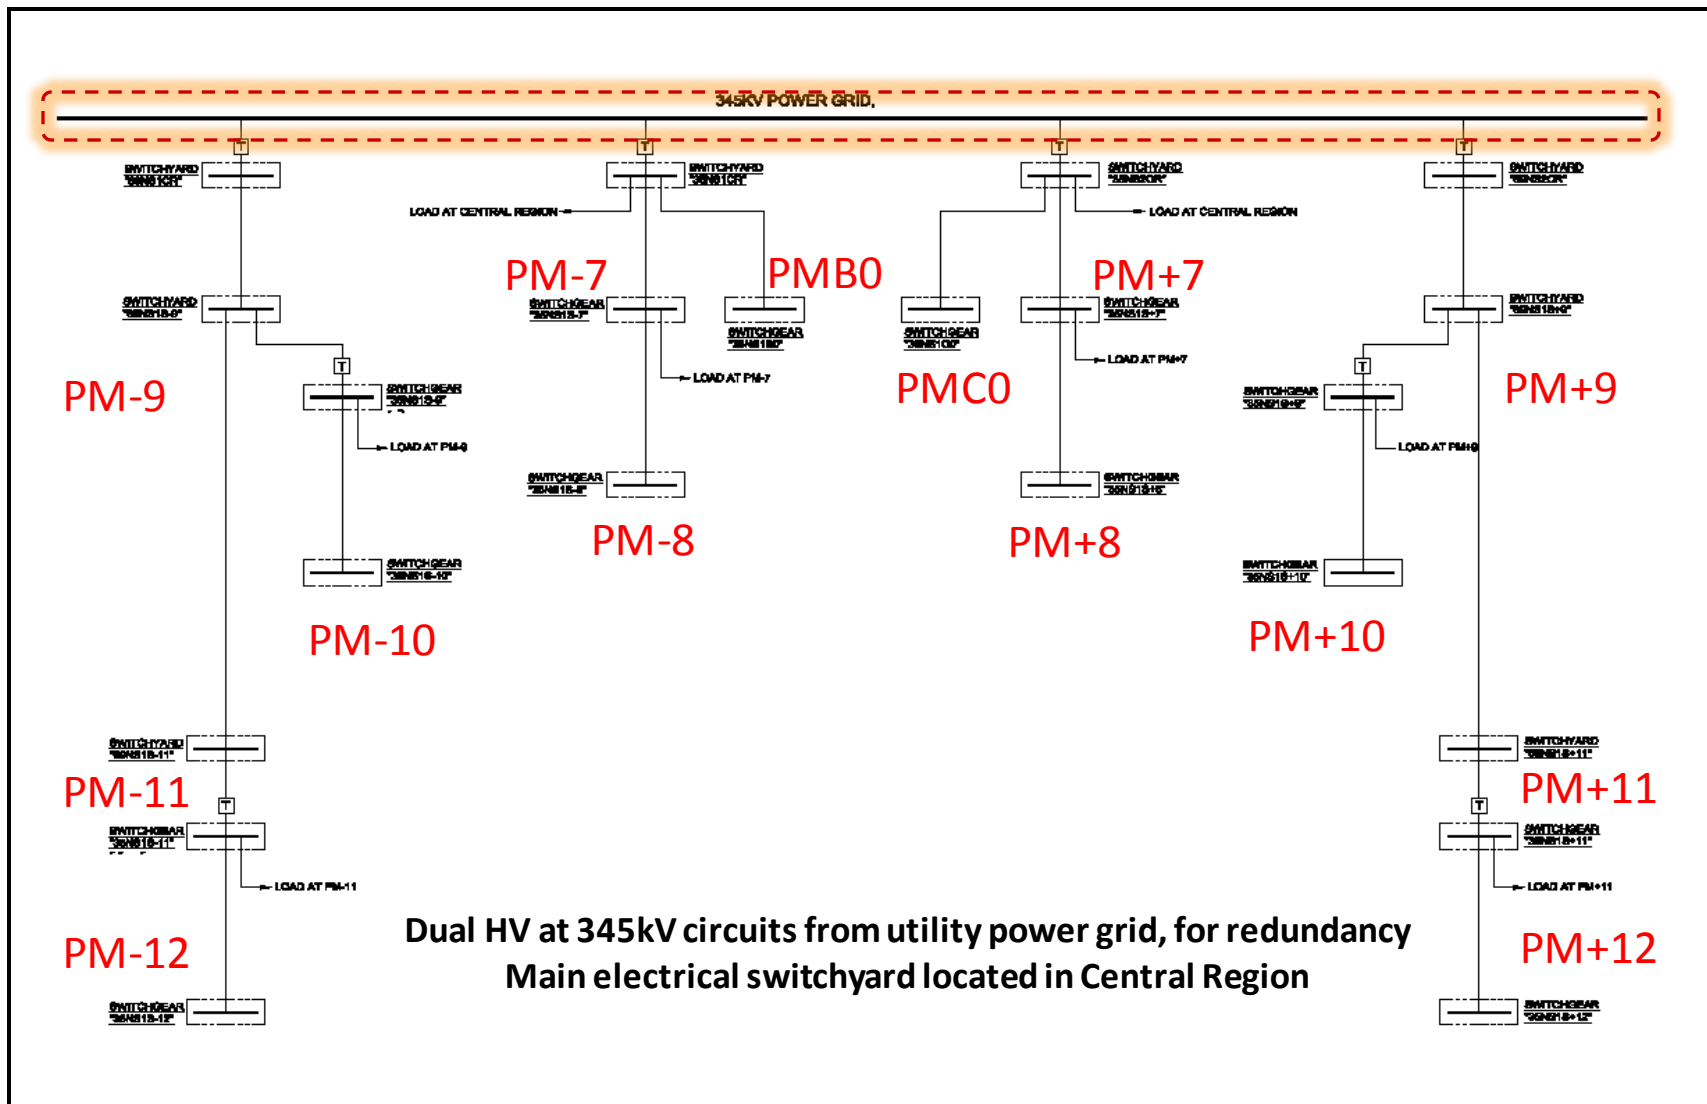 345KV POWER GRID,
T
T
T
T
SWITCHYARD
SWITCHYARD
"35NS1CR"
SWITCHYARD
SWITCHYARD
LOAD AT CENTRAL REGION
LOAD AT CENTRAL REGION
PM-7
PMB0
PM+7
SWITCHYARD
SWITCHGEAR
SWITCHGEAR
SWITCHGEAR
SWITCHGEAR
SWITCHYARD
T
T
LOAD AT PM-7
LOAD AT PM+7
PM-9
SWITCHGEAR
PMC0
SWITCHGEAR
PM+9
LOAD AT PM-9
LOAD AT PM+9
SWITCHGEAR
SWITCHGEAR
PM-8
PM+8
SWITCHGEAR
SWITCHGEAR
PM-10
PM+10
SWITCHYARD
SWITCHYARD
PM-11
PM+11
T
T
SWITCHGEAR
SWITCHGEAR
LOAD AT PM-11
LOAD AT PM+11
Dual HV at 345kV circuits from utility power grid, for redundancy
Main electrical switchyard located in Central Region
PM-12
PM+12
SWITCHGEAR
SWITCHGEAR